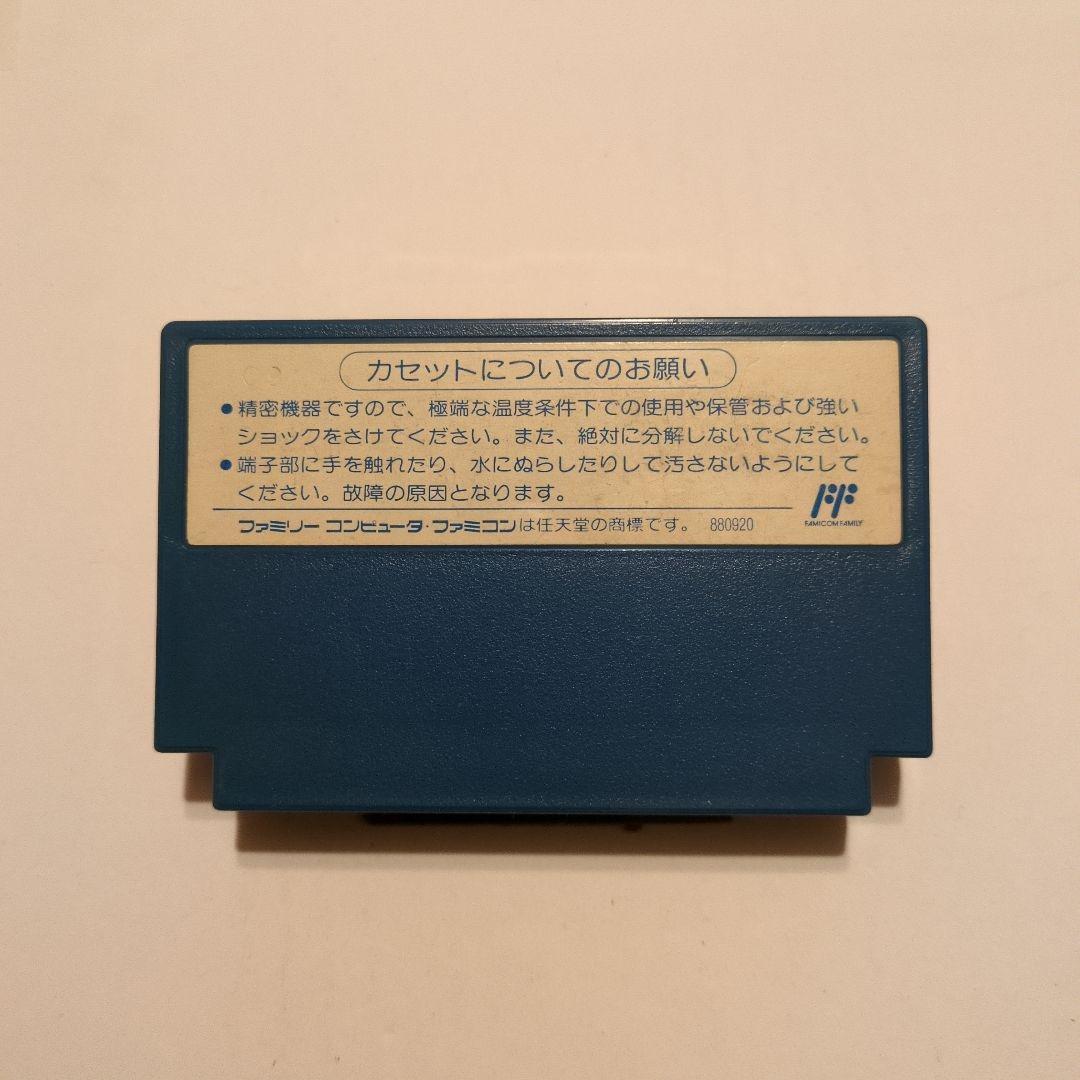 カセットについてのお願い
●精密機器ですので、極端な温度条件下での使用や保管および強い
ショックをさけてください。また、絶対に分解しないでください。
●端子部に手を触れたり、水にぬらしたりして汚さないようにして
ください。故障の原因となります。
FF
FAMICOM FAMILY
ファミリー コンピュータ・ファミコンは任天堂の商標です。 880920